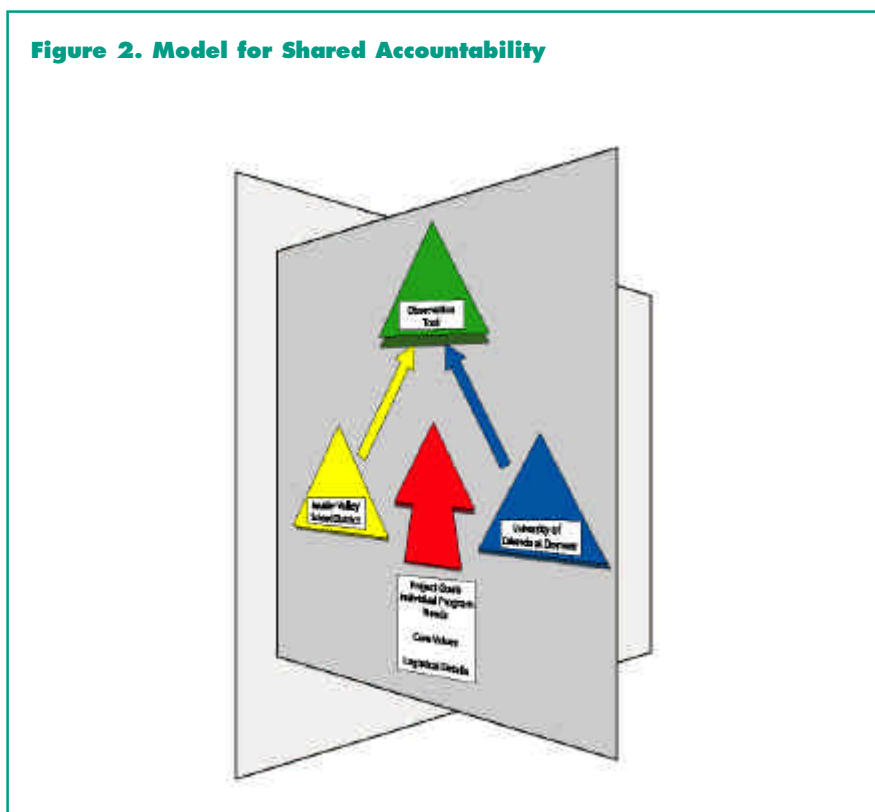 Figure 2. Model for Shared Accountability
Observation
Tool
Valley
School District
University of
Colorado at Denver
Project Goals
Individual Program
Needs
Core Values
Logistical Details